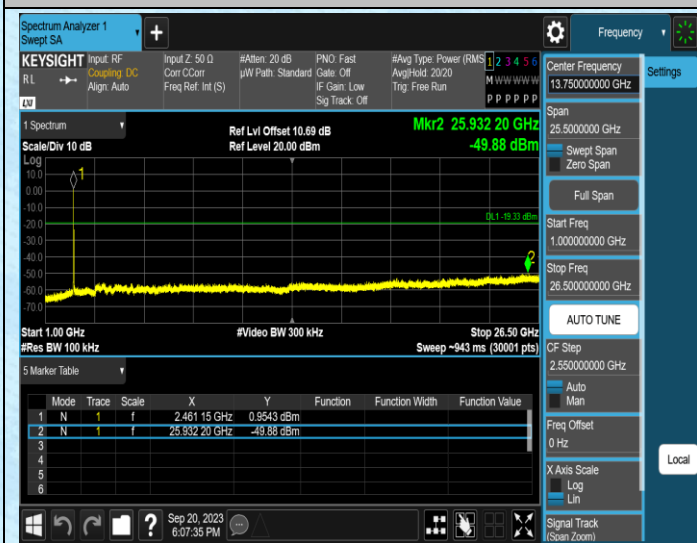 Spectrum Analyzer 1
Swept SA
Frequency
KEYSIGHT
RL
LXI
Input: RF
Coupling: DC
Align: Auto
Input Z: 50 Ω
Corr CCorr
Freq Ref: Int (S)
#Atten: 20 dB
µW Path: Standard
PNO: Fast
Gate: Off
IF Gain: Low
Sig Track: Off
#Avg Type: Power (RMS
Avg|Hold: 20/20
Trig: Free Run
1 2 3 4 5 6
M W W W W W
P P P P P P
1 Spectrum
Scale/Div 10 dB
Ref Lvl Offset 10.69 dB
Ref Level 20.00 dBm
Mkr2 25.932 20 GHz
-49.88 dBm
Log
10.0
0.00
-10.0
-20.0
-30.0
-40.0
-50.0
-60.0
-70.0
1
DL1 -19.33 dBm
2
Start 1.00 GHz
#Res BW 100 kHz
#Video BW 300 kHz
Stop 26.50 GHz
Sweep ~943 ms (30001 pts)
5 Marker Table
Mode Trace Scale X Y Function Function Width Function Value
1 N 1 f 2.461 15 GHz 0.9543 dBm
2 N 1 f 25.932 20 GHz -49.88 dBm
3
4
5
6
Sep 20, 2023
6:07:35 PM
Center Frequency
13.750000000 GHz
Span
25.5000000 GHz
Swept Span
Zero Span
Full Span
Start Freq
1.000000000 GHz
Stop Freq
26.500000000 GHz
AUTO TUNE
CF Step
2.550000000 GHz
Auto
Man
Freq Offset
0 Hz
X Axis Scale
Log
Lin
Signal Track
(Span Zoom)
Settings
Local